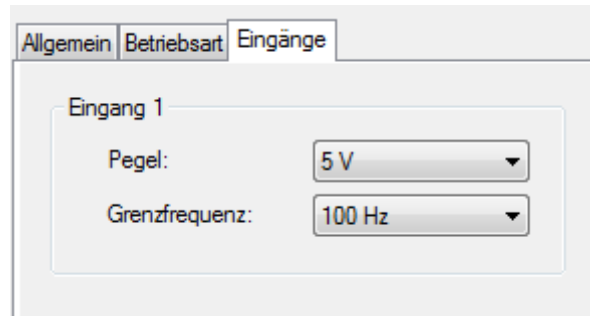 Allgemein Betriebsart Eingänge
Eingang 1
Pegel: 5 V
Grenzfrequenz: 100 Hz